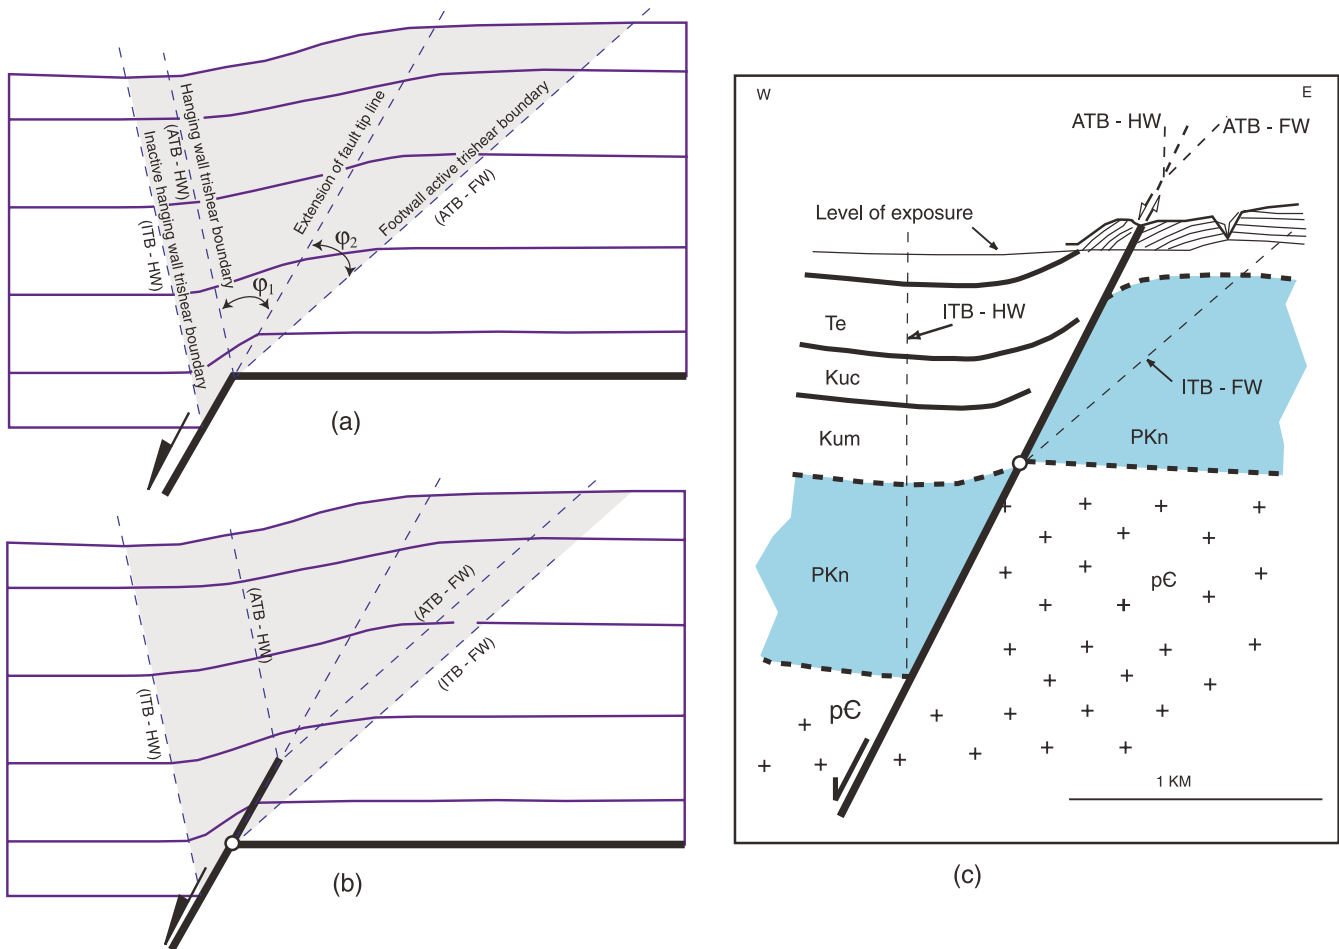 Hanging wall trishear boundary
(ATB - HW)
Inactive hanging wall trishear boundary
(ITB - HW)
Extension of fault tip line
Footwall active trishear boundary
(ATB - FW)
φ2
φ1
(a)
(ATB - FW)
(ATB - HW)
(ITB - FW)
(ITB - HW)
(b)
W
E
ATB - HW
ATB - FW
Level of exposure
ITB - HW
Te
Kuc
ITB - FW
Kum
PKn
PKn
pЄ
pЄ
1 KM
(c)